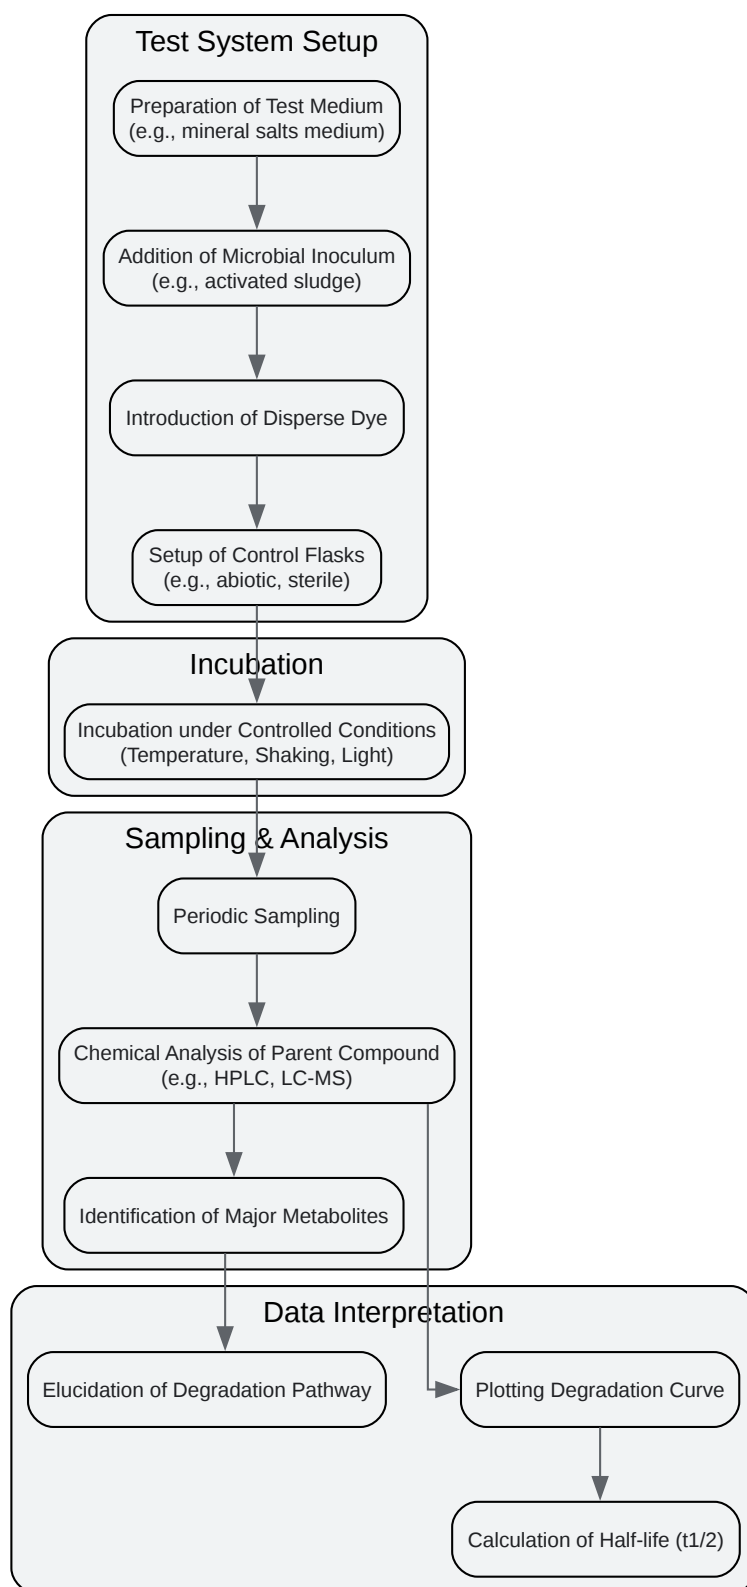 Test System Setup
Preparation of Test Medium
(e.g., mineral salts medium)
Addition of Microbial Inoculum
(e.g., activated sludge)
Introduction of Disperse Dye
Setup of Control Flasks
(e.g., abiotic, sterile)
Incubation
Incubation under Controlled Conditions
(Temperature, Shaking, Light)
Sampling & Analysis
Periodic Sampling
Chemical Analysis of Parent Compound
(e.g., HPLC, LC-MS)
Identification of Major Metabolites
Data Interpretation
Elucidation of Degradation Pathway
Plotting Degradation Curve
Calculation of Half-life (t1/2)